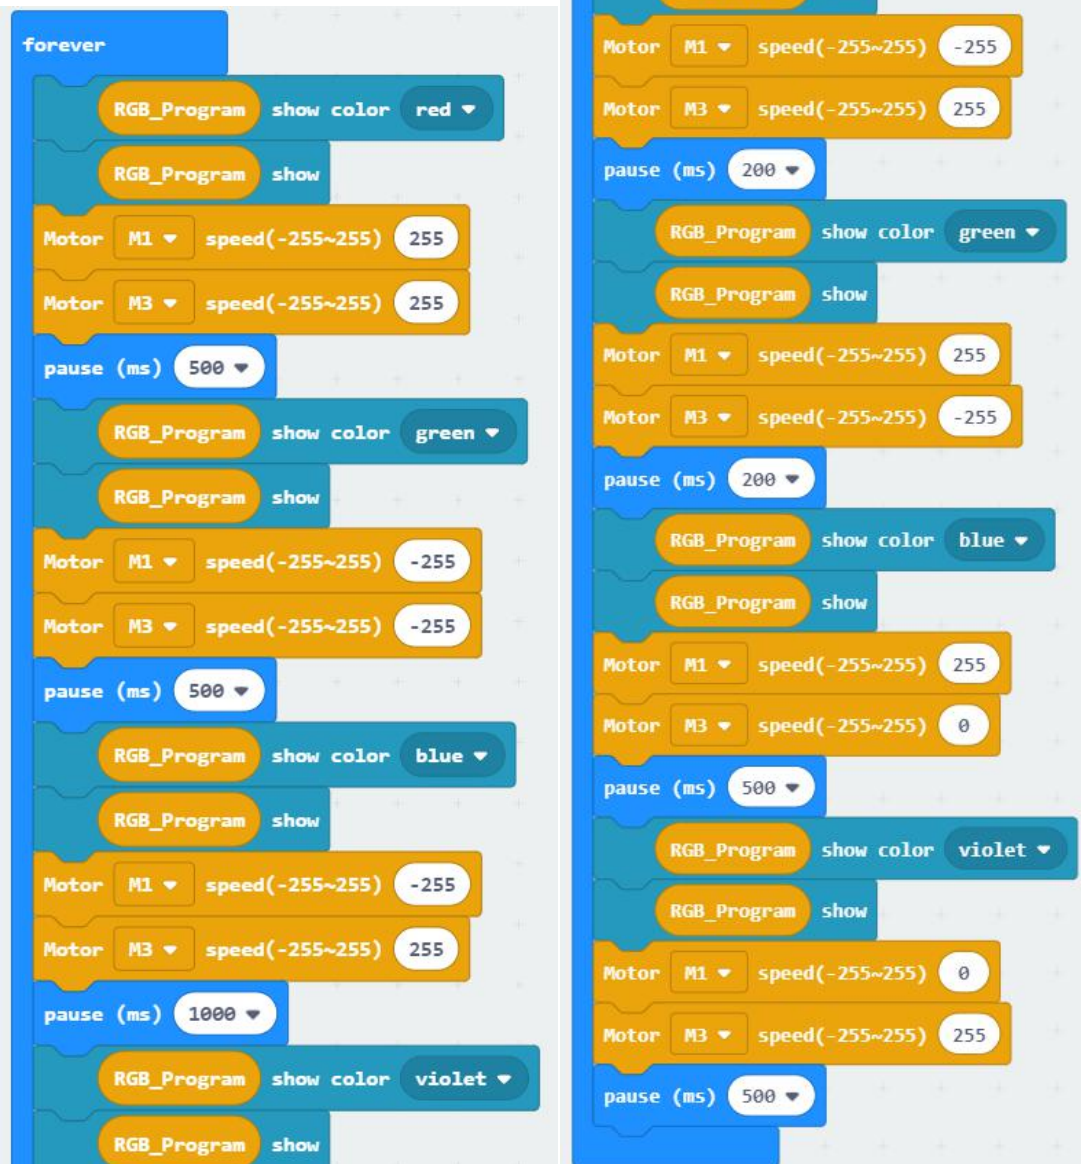 forever
RGB_Program show color red
RGB_Program show
Motor M1 speed(-255~255) 255
Motor M3 speed(-255~255) 255
pause (ms) 500
RGB_Program show color green
RGB_Program show
Motor M1 speed(-255~255) -255
Motor M3 speed(-255~255) -255
pause (ms) 500
RGB_Program show color blue
RGB_Program show
Motor M1 speed(-255~255) -255
Motor M3 speed(-255~255) 255
pause (ms) 1000
RGB_Program show color violet
RGB_Program show
Motor M1 speed(-255~255) -255
Motor M3 speed(-255~255) 255
pause (ms) 200
RGB_Program show color green
RGB_Program show
Motor M1 speed(-255~255) 255
Motor M3 speed(-255~255) -255
pause (ms) 200
RGB_Program show color blue
RGB_Program show
Motor M1 speed(-255~255) 255
Motor M3 speed(-255~255) 0
pause (ms) 500
RGB_Program show color violet
RGB_Program show
Motor M1 speed(-255~255) 0
Motor M3 speed(-255~255) 255
pause (ms) 500